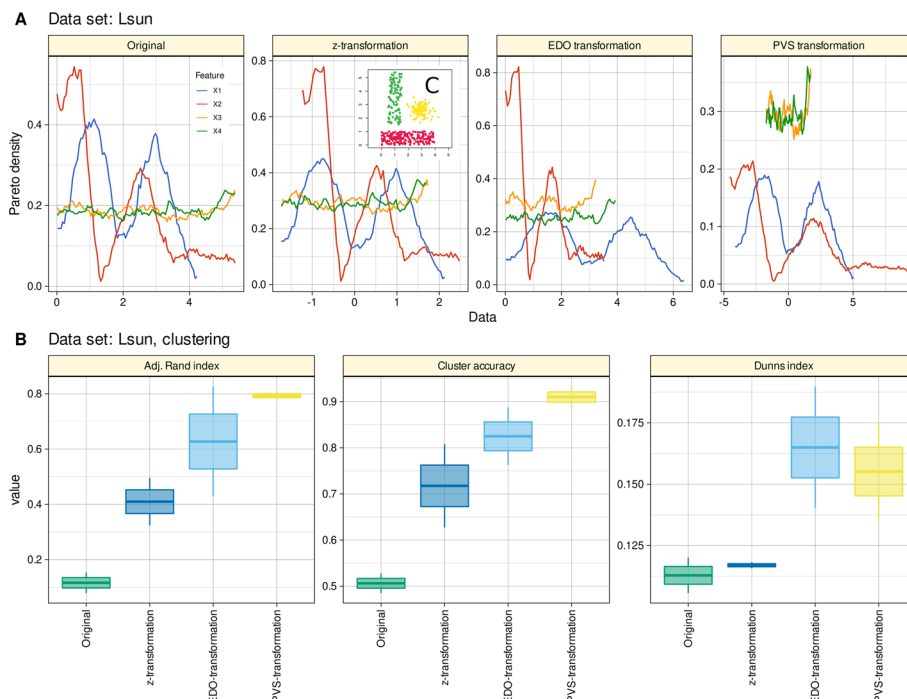 A Data set: Lsun
Original
z-transformation
EDO transformation
PVS transformation
Pareto density
0.4
0.2
0.0
0 2 4
Feature
X1
X2
X3
X4
0.8
0.6
0.4
0.2
0.0
-1 0 1 2
C
0.8
0.6
0.4
0.2
0.0
0 2 4 6
0.3
0.2
0.1
0.0
-5 0 5
Data
B Data set: Lsun, clustering
Adj. Rand index
Cluster accuracy
Dunns index
value
0.8
0.6
0.4
0.2
Original
z-transformation
EDO-transformation
PVS-transformation
0.9
0.8
0.7
0.6
0.5
Original
z-transformation
EDO-transformation
PVS-transformation
0.175
0.150
0.125
Original
z-transformation
EDO-transformation
PVS-transformation